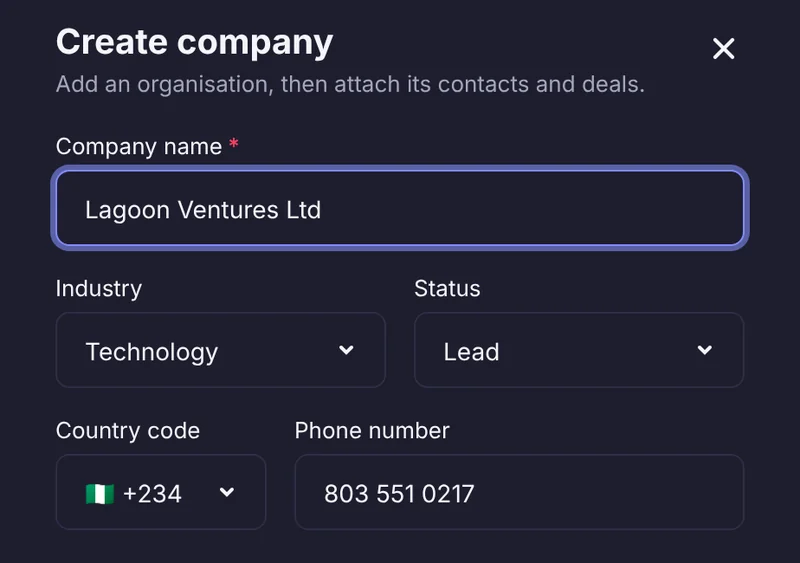 Create company
Add an organisation, then attach its contacts and deals.
Company name *
Lagoon Ventures Ltd
Industry
Status
Technology
Lead
Country code
Phone number
🇳🇬 +234
803 551 0217